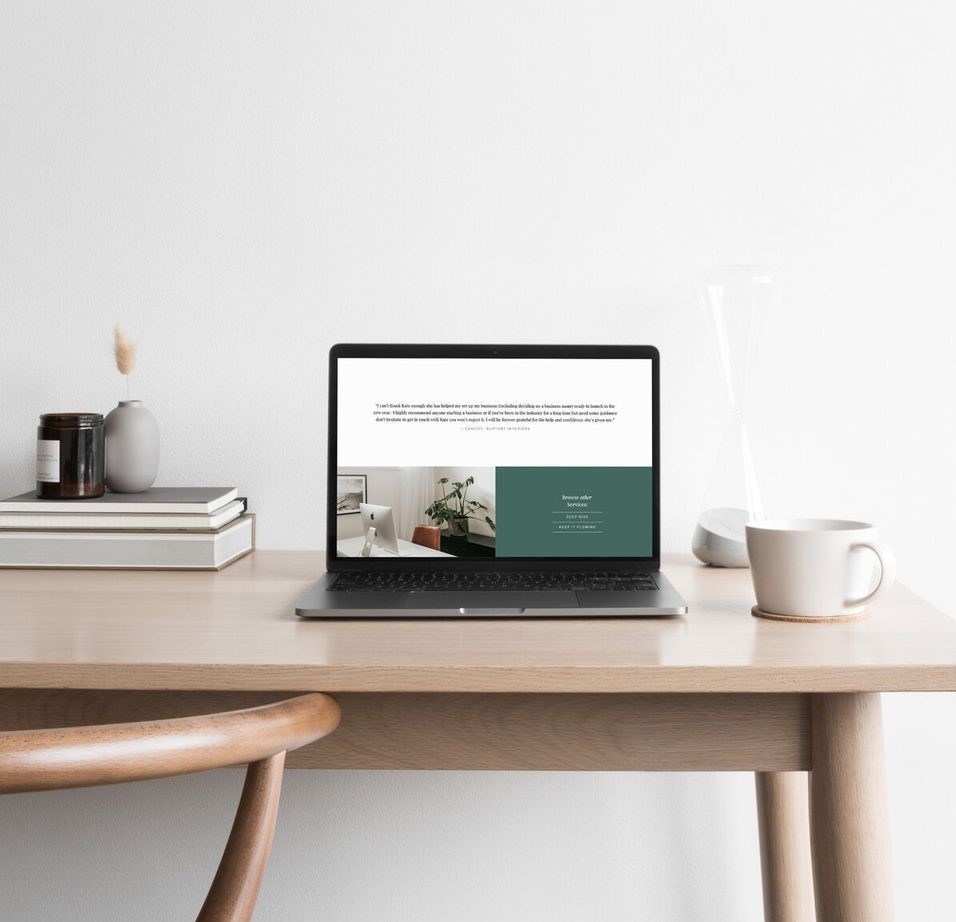 "I can't thank Kate enough she has helped me set up my business (including deciding on a business name) ready to launch in the
new year. I highly recommend anyone starting a business or if you've been in the industry for a long time but need some guidance
don't hesitate to get in touch with Kate you won't regret it. I will be forever grateful for the help and confidence she's given me."
– CANDICE, NURTURE INTERIORS
Browse other
Services:
DEEP DIVE
KEEP IT FLOWING